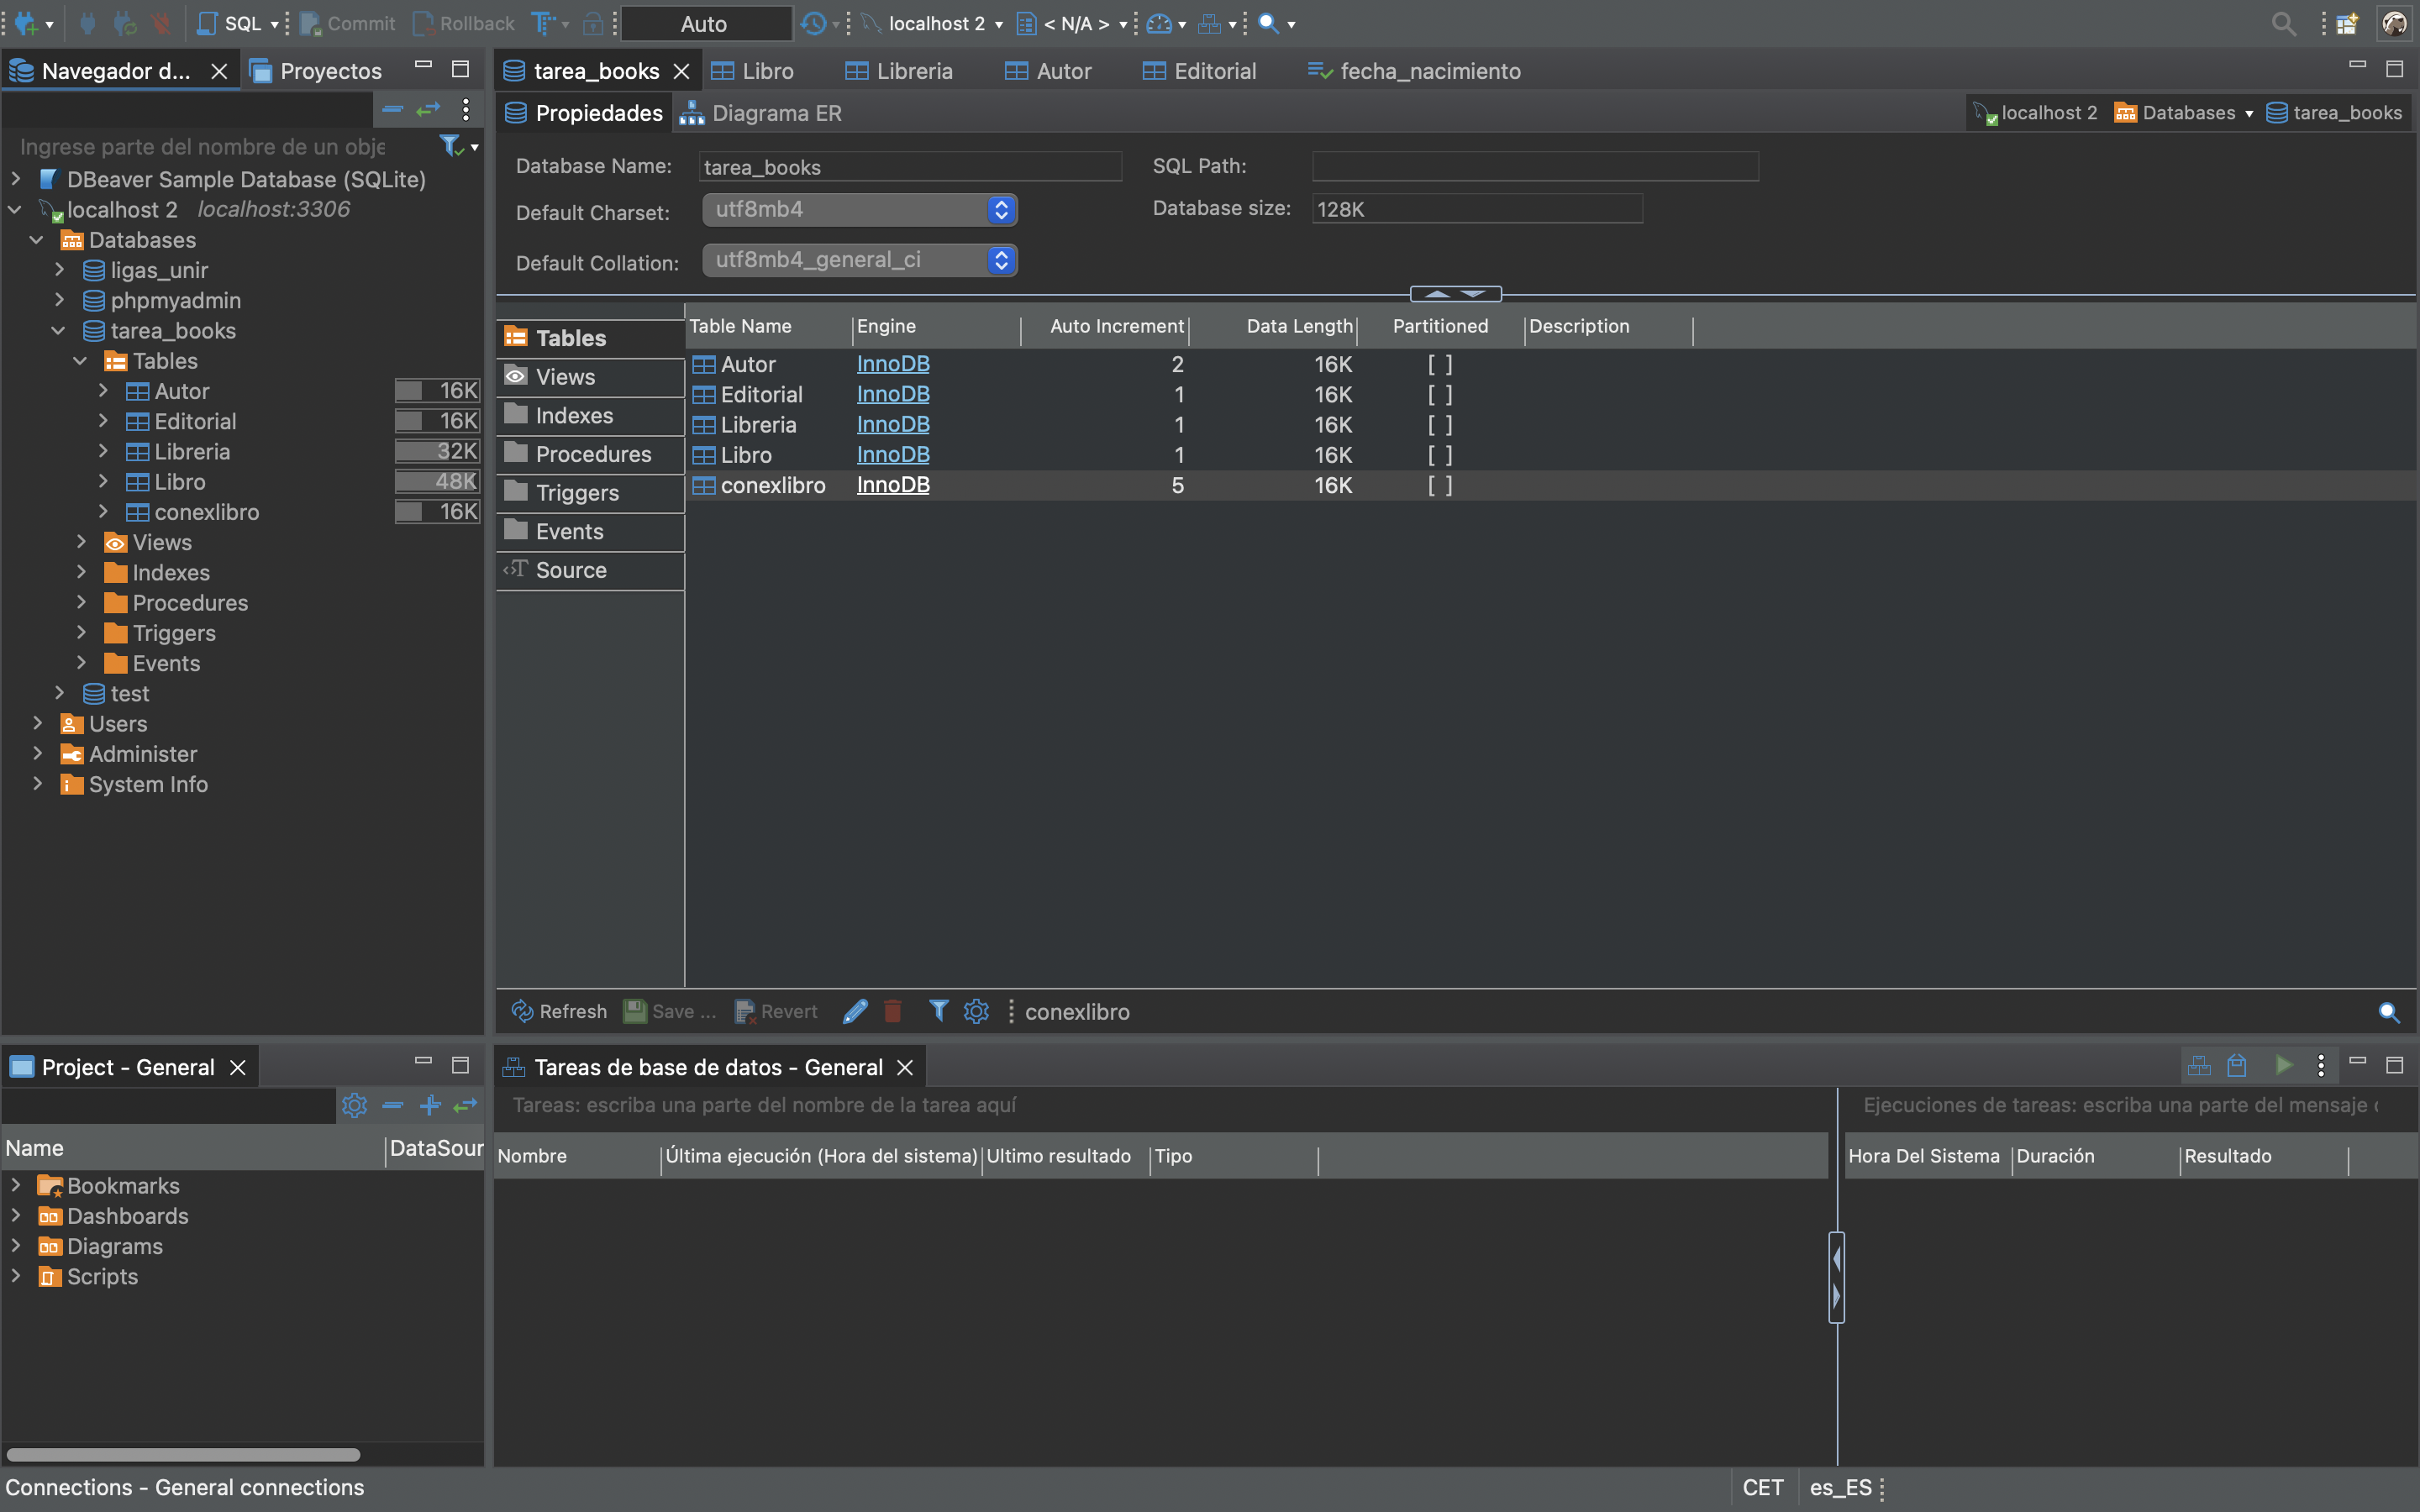 SQL Commit Rollback Auto localhost 2 < N/A >
Navegador d... Proyectos
Ingrese parte del nombre de un obje
DBeaver Sample Database (SQLite)
localhost 2 localhost:3306
Databases
ligas_unir
phpmyadmin
tarea_books
Tables
Autor 16K
Editorial 16K
Libreria 32K
Libro 48K
conexlibro 16K
Views
Indexes
Procedures
Triggers
Events
test
Users
Administer
System Info
tarea_books Libro Libreria Autor Editorial fecha_nacimiento
Propiedades Diagrama ER localhost 2 Databases tarea_books
Database Name: tarea_books SQL Path:
Default Charset: utf8mb4 Database size: 128K
Default Collation: utf8mb4_general_ci
Tables
Views
Indexes
Procedures
Triggers
Events
Source
Table Name Engine Auto Increment Data Length Partitioned Description
Autor InnoDB 2 16K [ ]
Editorial InnoDB 1 16K [ ]
Libreria InnoDB 1 16K [ ]
Libro InnoDB 1 16K [ ]
conexlibro InnoDB 5 16K [ ]
Refresh Save ... Revert conexlibro
Project - General
Name DataSour
Bookmarks
Dashboards
Diagrams
Scripts
Tareas de base de datos - General
Tareas: escriba una parte del nombre de la tarea aquí
Nombre Última ejecución (Hora del sistema) Ultimo resultado Tipo
Ejecuciones de tareas: escriba una parte del mensaje
Hora Del Sistema Duración Resultado
Connections - General connections CET es_ES